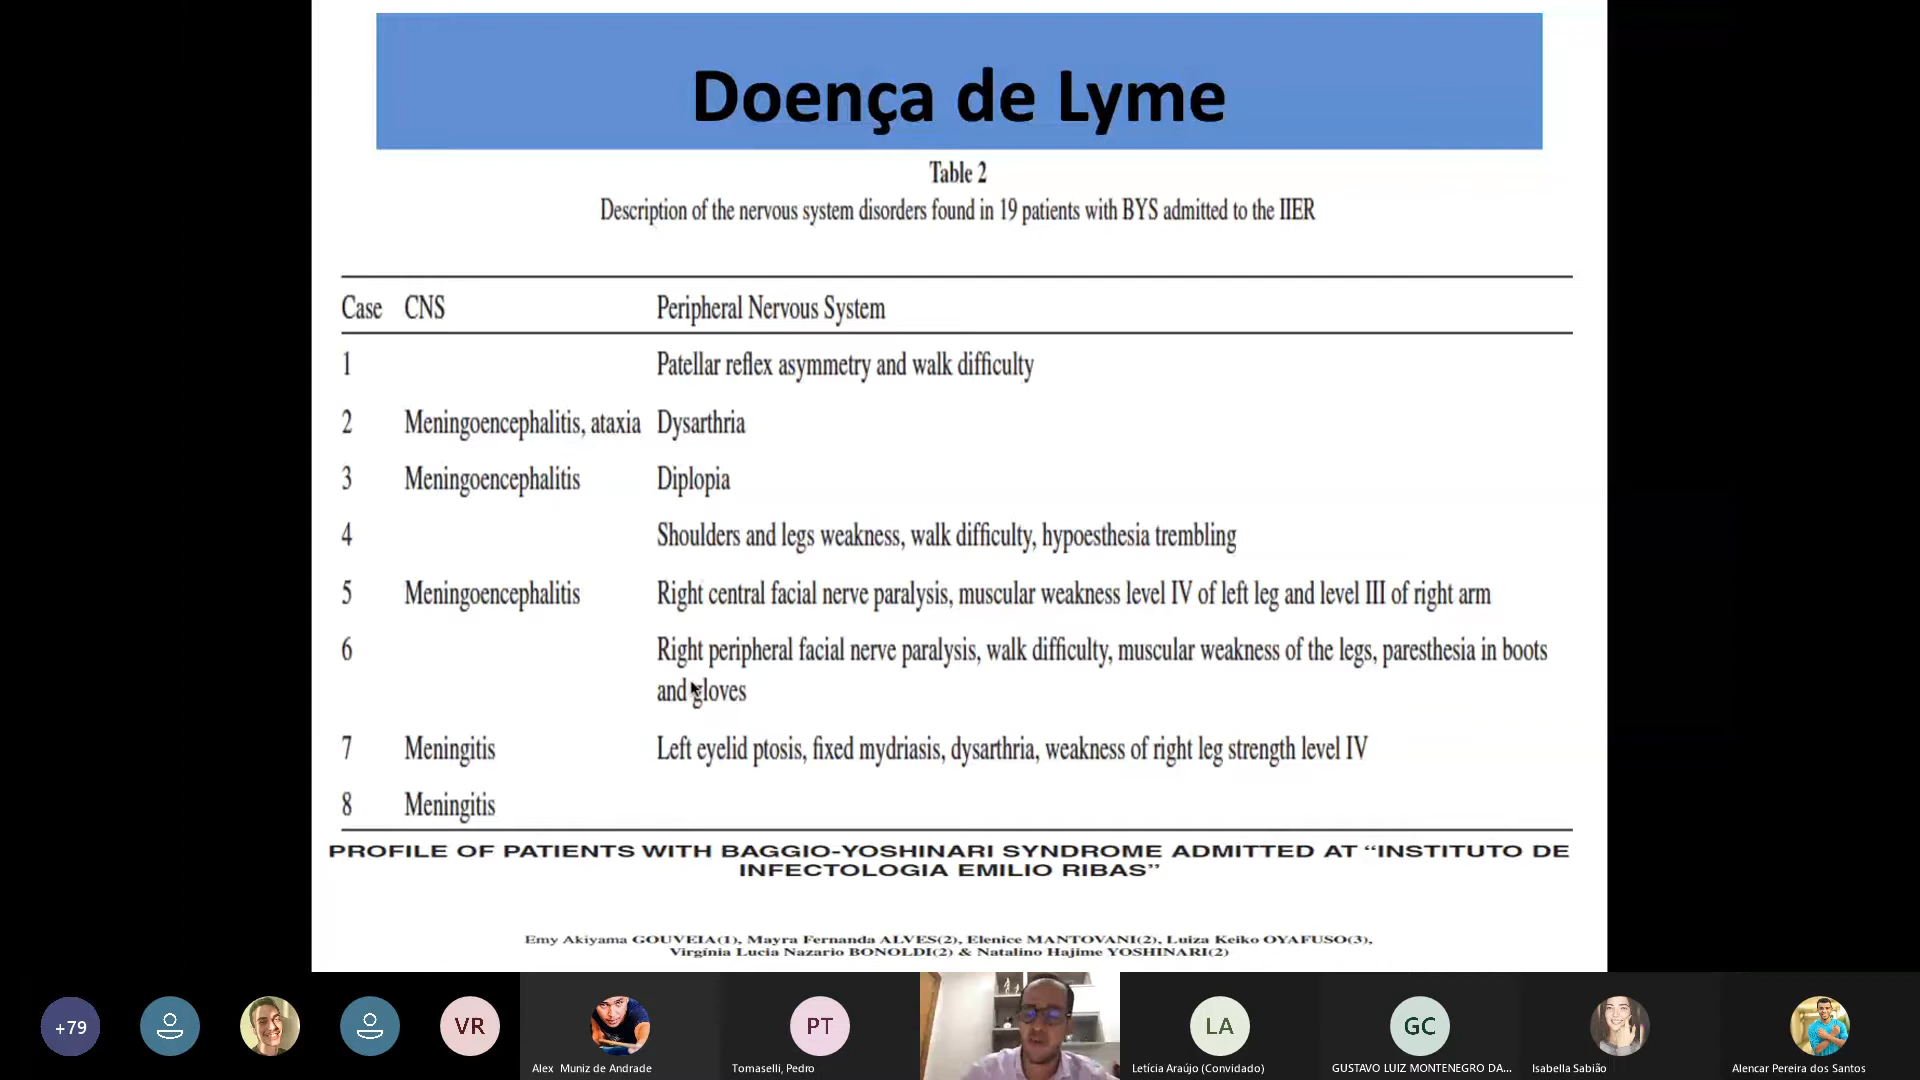 Doença de Lyme
Table 2
Description of the nervous system disorders found in 19 patients with BYS admitted to the IIER
Case CNS Peripheral Nervous System
1 Patellar reflex asymmetry and walk difficulty
2 Meningoencephalitis, ataxia Dysarthria
3 Meningoencephalitis Diplopia
4 Shoulders and legs weakness, walk difficulty, hypoesthesia trembling
5 Meningoencephalitis Right central facial nerve paralysis, muscular weakness level IV of left leg and level III of right arm
6 Right peripheral facial nerve paralysis, walk difficulty, muscular weakness of the legs, paresthesia in boots
and gloves
7 Meningitis Left eyelid ptosis, fixed mydriasis, dysarthria, weakness of right leg strength level IV
8 Meningitis
PROFILE OF PATIENTS WITH BAGGIO-YOSHINARI SYNDROME ADMITTED AT “INSTITUTO DE
INFECTOLOGIA EMILIO RIBAS”
Emy Akiyama GOUVEIA(1), Mayra Fernanda ALVES(2), Elenice MANTOVANI(2), Luiza Keiko OYAFUSO(3),
Virgínia Lucia Nazario BONOLDI(2) & Natalino Hajime YOSHINARI(2)
+79
VR
PT
LA
GC
Alex Muniz de Andrade
Tomaselli, Pedro
Letícia Araújo (Convidado)
GUSTAVO LUIZ MONTENEGRO DA...
Isabella Sabião
Alencar Pereira dos Santos